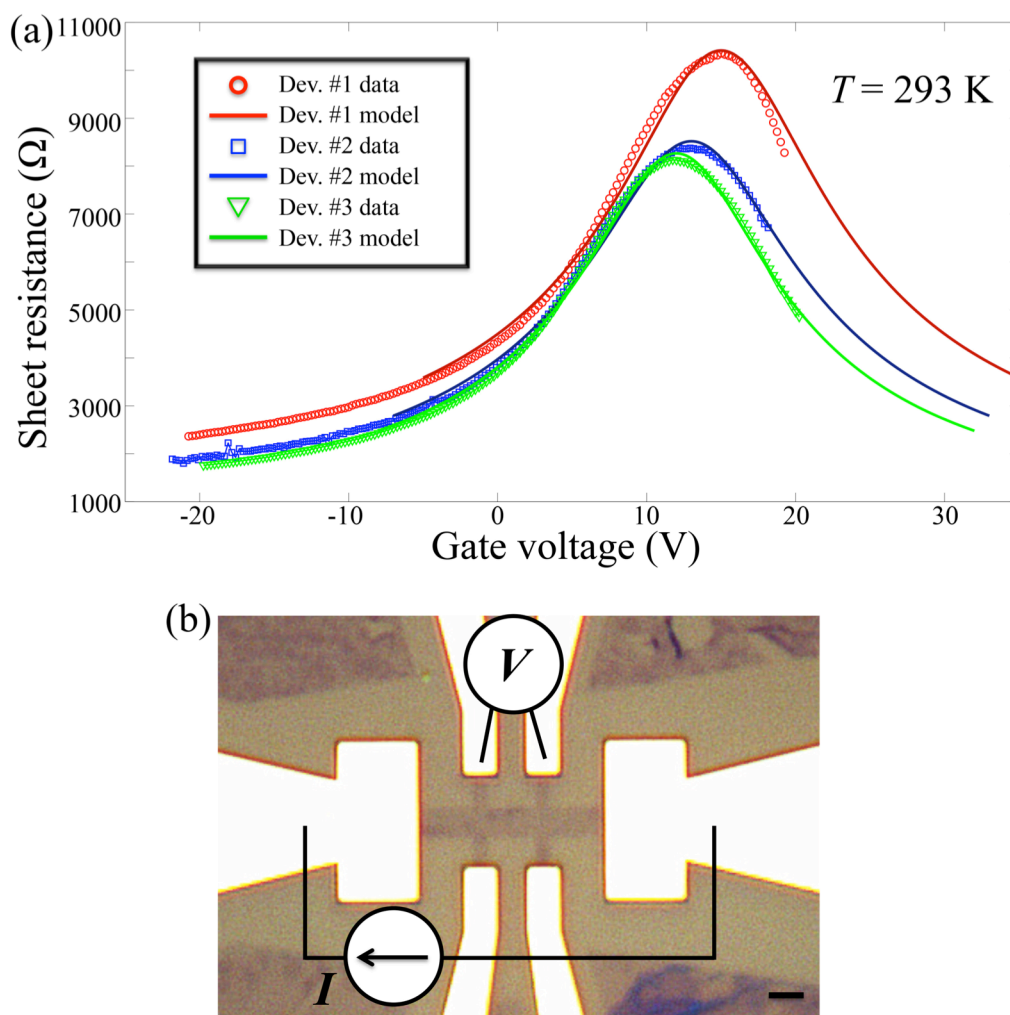 (a)
11000
9000
7000
5000
3000
1000
Sheet resistance (Ω)
Dev. #1 data
Dev. #1 model
Dev. #2 data
Dev. #2 model
Dev. #3 data
Dev. #3 model
T = 293 K
-20 -10 0 10 20 30
Gate voltage (V)
(b)
V
I